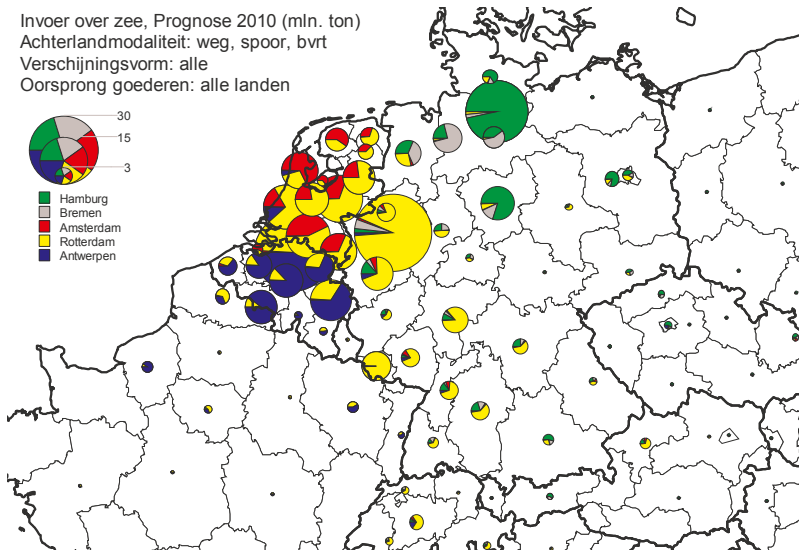 Invoer over zee, Prognose 2010 (mln. ton)
Achterlandmodaliteit: weg, spoor, bvrt
Verschijningsvorm: alle
Oorsprong goederen: alle landen
30
15
3
Hamburg
Bremen
Amsterdam
Rotterdam
Antwerpen